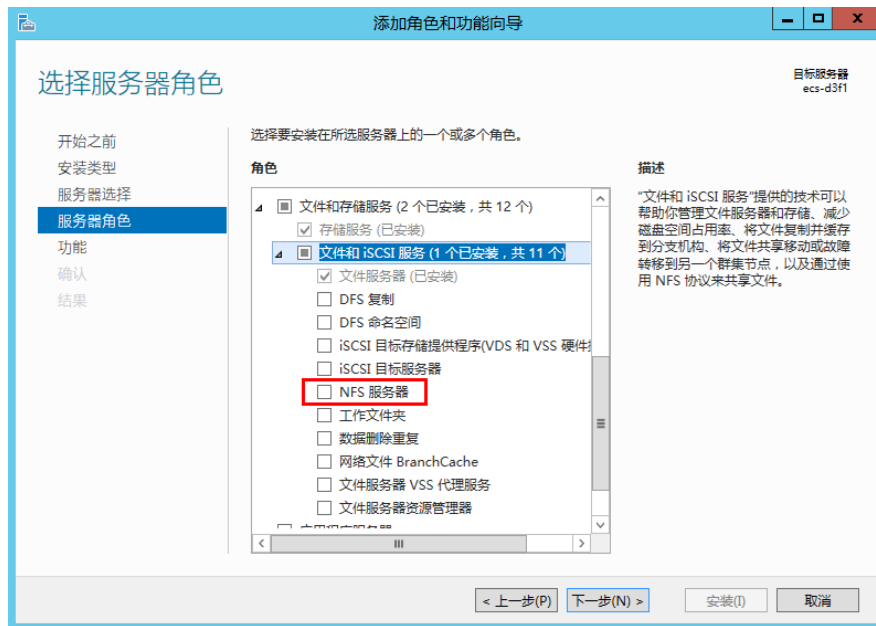 添加角色和功能向导
选择服务器角色
目标服务器
ecs-d3f1
开始之前
安装类型
服务器选择
服务器角色
功能
确认
结果
选择要安装在所选服务器上的一个或多个角色。
角色
文件和存储服务 (2 个已安装，共 12 个)
存储服务 (已安装)
文件和 iSCSI 服务 (1 个已安装，共 11 个)
文件服务器 (已安装)
DFS 复制
DFS 命名空间
iSCSI 目标存储提供程序(VDS 和 VSS 硬件
iSCSI 目标服务器
NFS 服务器
工作文件夹
数据删除重复
网络文件 BranchCache
文件服务器 VSS 代理服务
文件服务器资源管理器
描述
"文件和 iSCSI 服务"提供的技术可以
帮助你管理文件服务器和存储、减少
磁盘空间占用率、将文件复制并缓存
到分支机构、将文件共享移动或故障
转移到另一个群集节点，以及通过使
用 NFS 协议来共享文件。
< 上一步(P)
下一步(N) >
安装(I)
取消